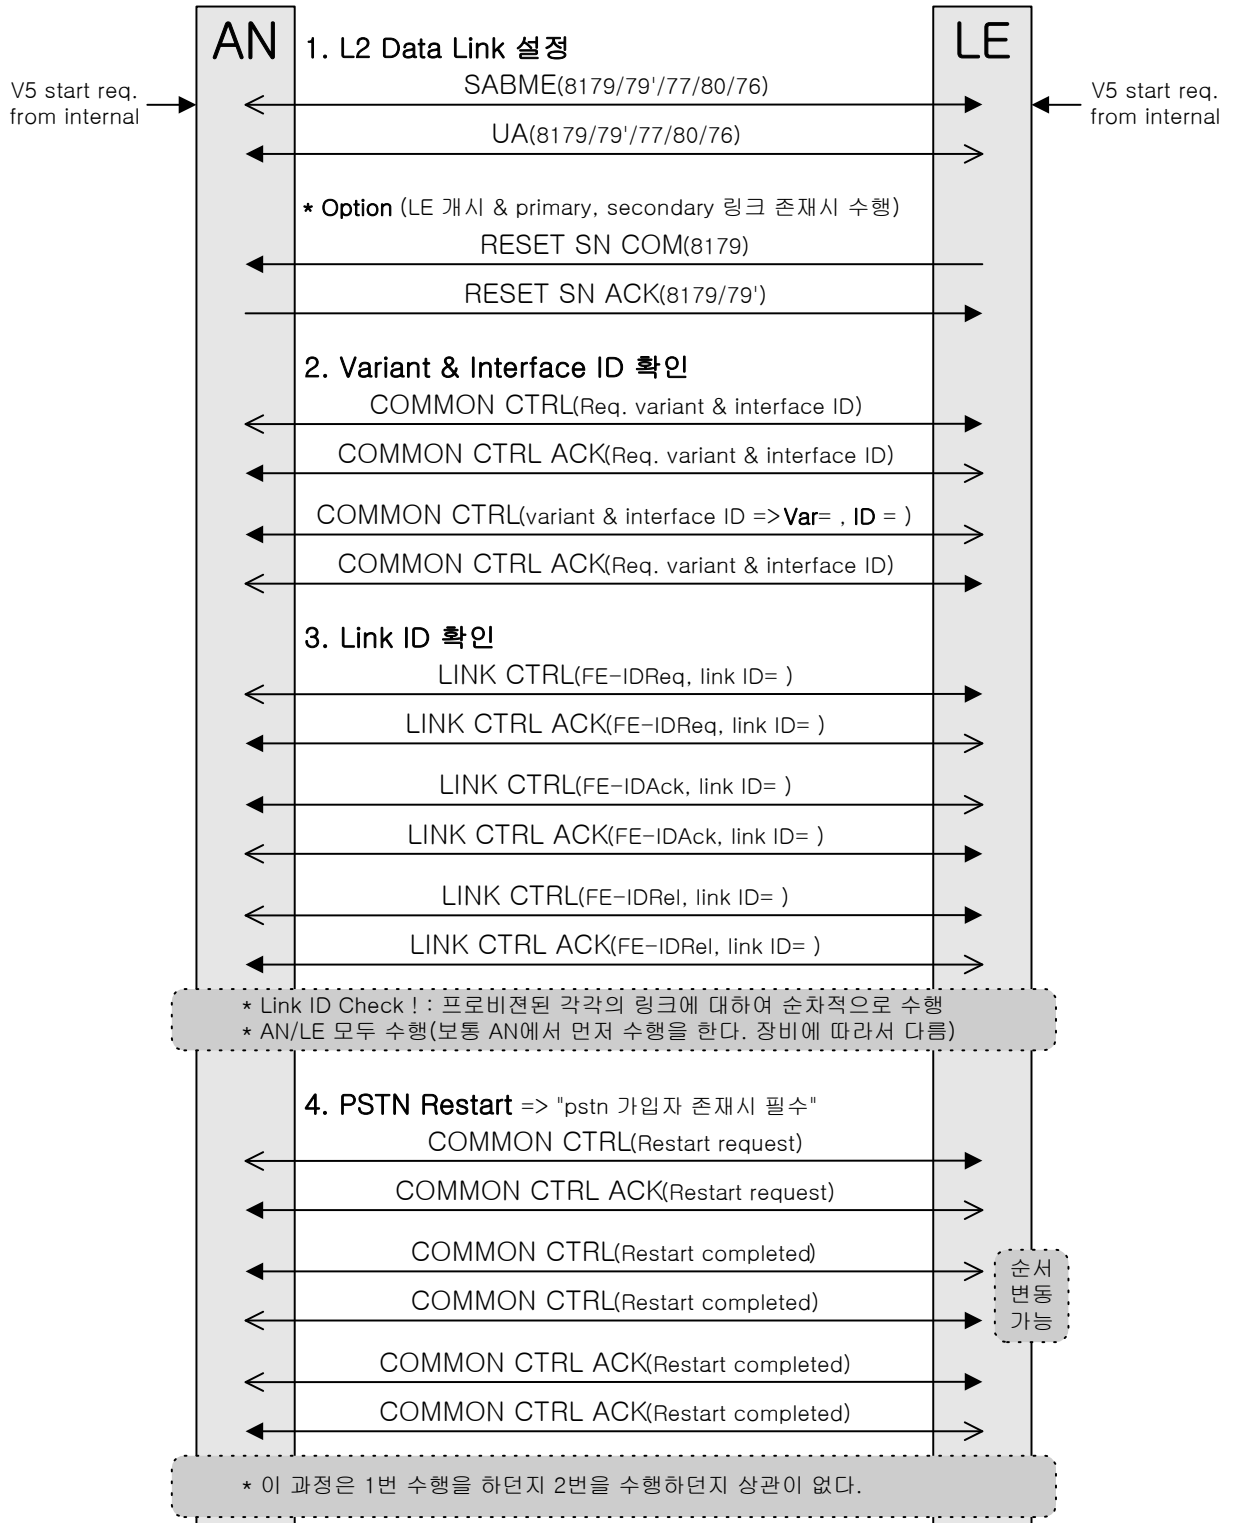 AN
LE
1. L2 Data Link 설정
V5 start req.
from internal
SABME(8179/79'/77/80/76)
V5 start req.
from internal
UA(8179/79'/77/80/76)
* Option (LE 개시 & primary, secondary 링크 존재시 수행)
RESET SN COM(8179)
RESET SN ACK(8179/79')
2. Variant & Interface ID 확인
COMMON CTRL(Req. variant & interface ID)
COMMON CTRL ACK(Req. variant & interface ID)
COMMON CTRL(variant & interface ID => Var= , ID = )
COMMON CTRL ACK(Req. variant & interface ID)
3. Link ID 확인
LINK CTRL(FE-IDReq, link ID= )
LINK CTRL ACK(FE-IDReq, link ID= )
LINK CTRL(FE-IDAck, link ID= )
LINK CTRL ACK(FE-IDAck, link ID= )
LINK CTRL(FE-IDRel, link ID= )
LINK CTRL ACK(FE-IDRel, link ID= )
* Link ID Check ! : 프로비젼된 각각의 링크에 대하여 순차적으로 수행
* AN/LE 모두 수행(보통 AN에서 먼저 수행을 한다. 장비에 따라서 다름)
4. PSTN Restart => "pstn 가입자 존재시 필수"
COMMON CTRL(Restart request)
COMMON CTRL ACK(Restart request)
COMMON CTRL(Restart completed)
COMMON CTRL(Restart completed)
순서
변동
가능
COMMON CTRL ACK(Restart completed)
COMMON CTRL ACK(Restart completed)
* 이 과정은 1번 수행을 하던지 2번을 수행하던지 상관이 없다.